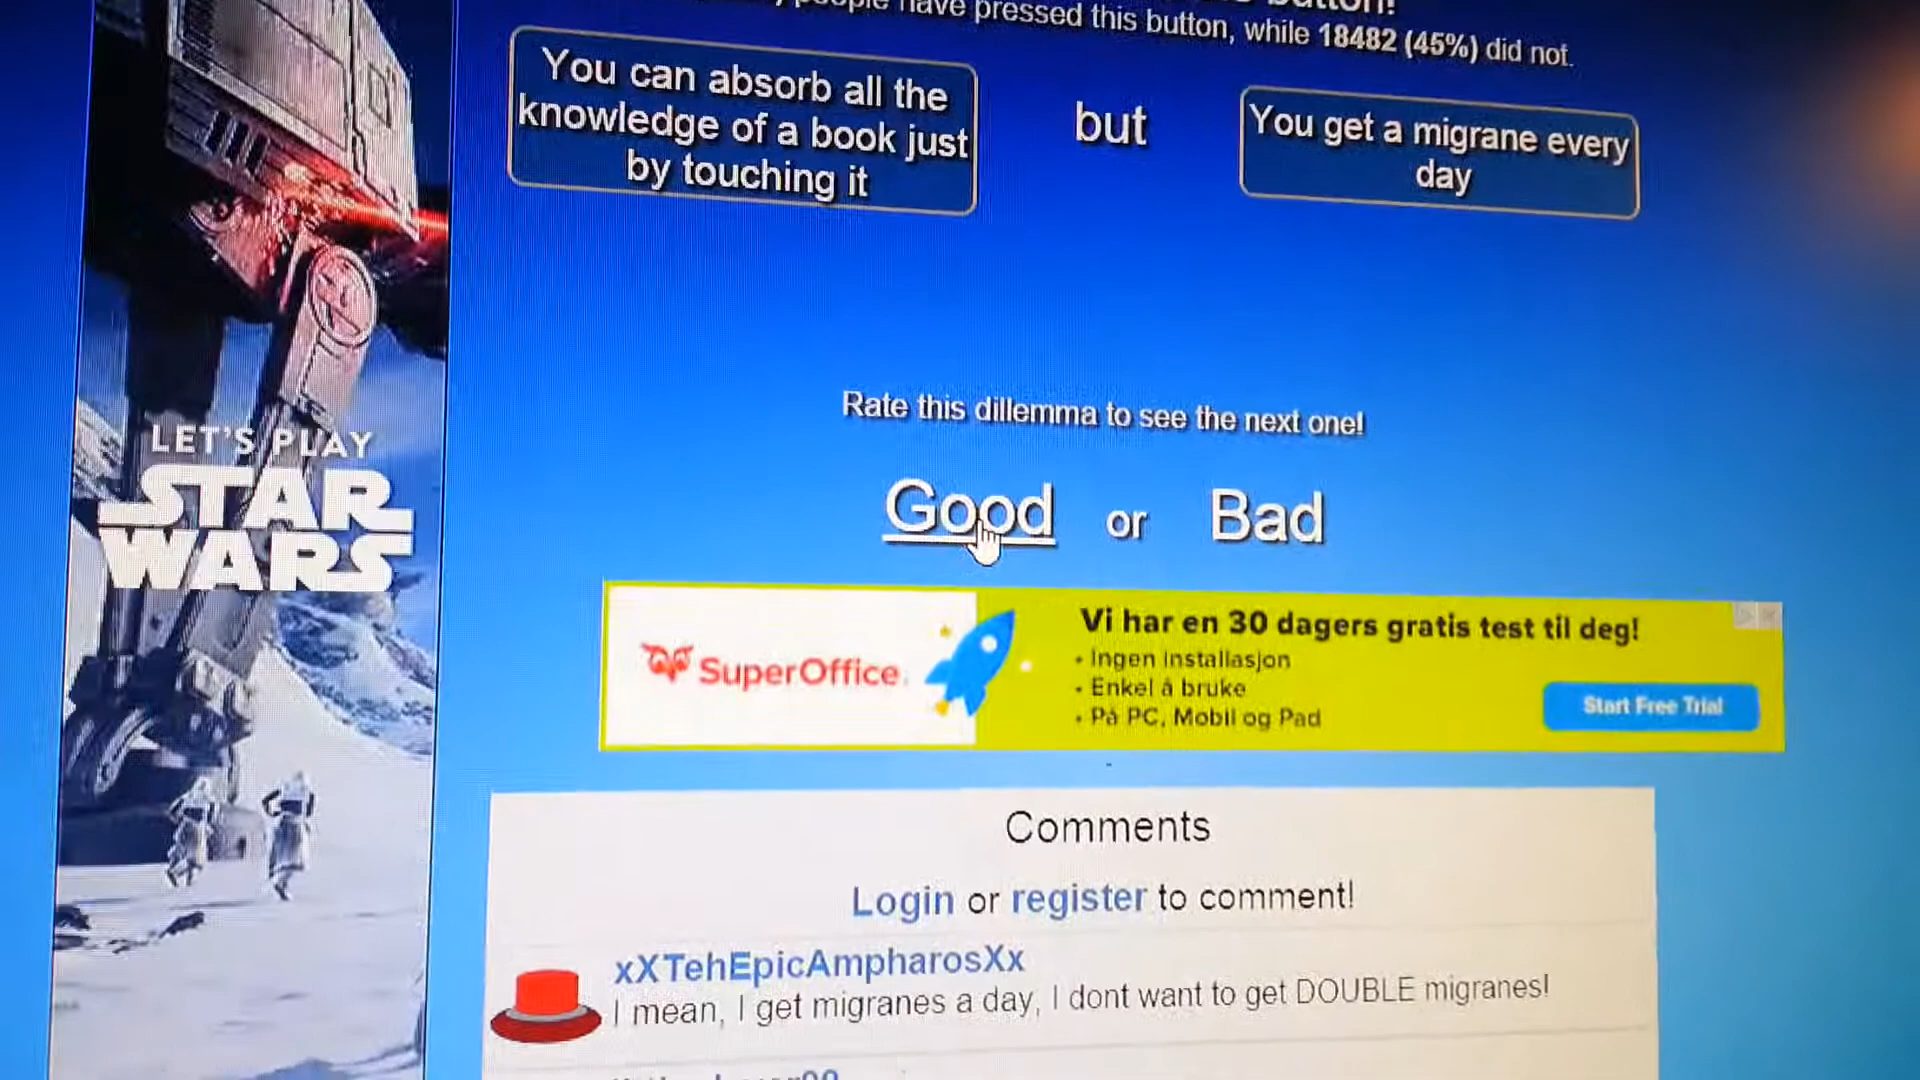 button!
people have pressed this button, while 18482 (45%) did not.
You can absorb all the
knowledge of a book just
by touching it
but
You get a migrane every
day
Rate this dillemma to see the next one!
Good or Bad
LET'S PLAY
STAR
WARS
SuperOffice
Vi har en 30 dagers gratis test til deg!
• Ingen installasjon
• Enkel å bruke
• På PC, Mobil og Pad
Start Free Trial
Comments
Login or register to comment!
xXTehEpicAmpharosXx
I mean, I get migranes a day, I dont want to get DOUBLE migranes!